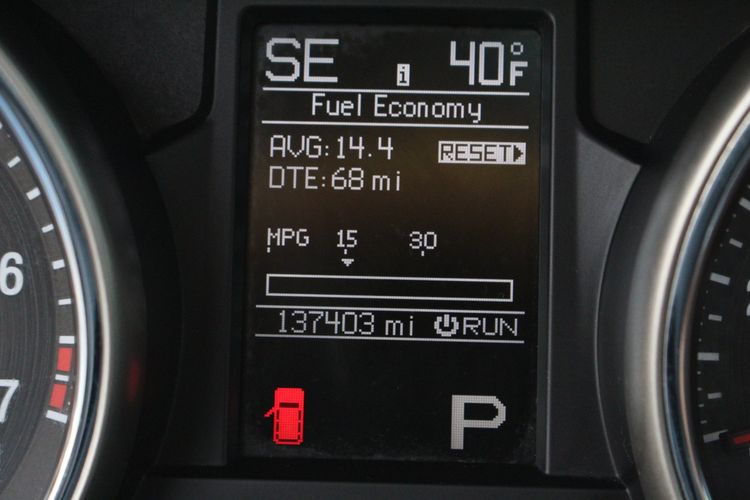 SE i 40°F
Fuel Economy
AVG:14.4 RESET
DTE:68 mi
MPG 15 30
137403 mi RUN
P
6
7